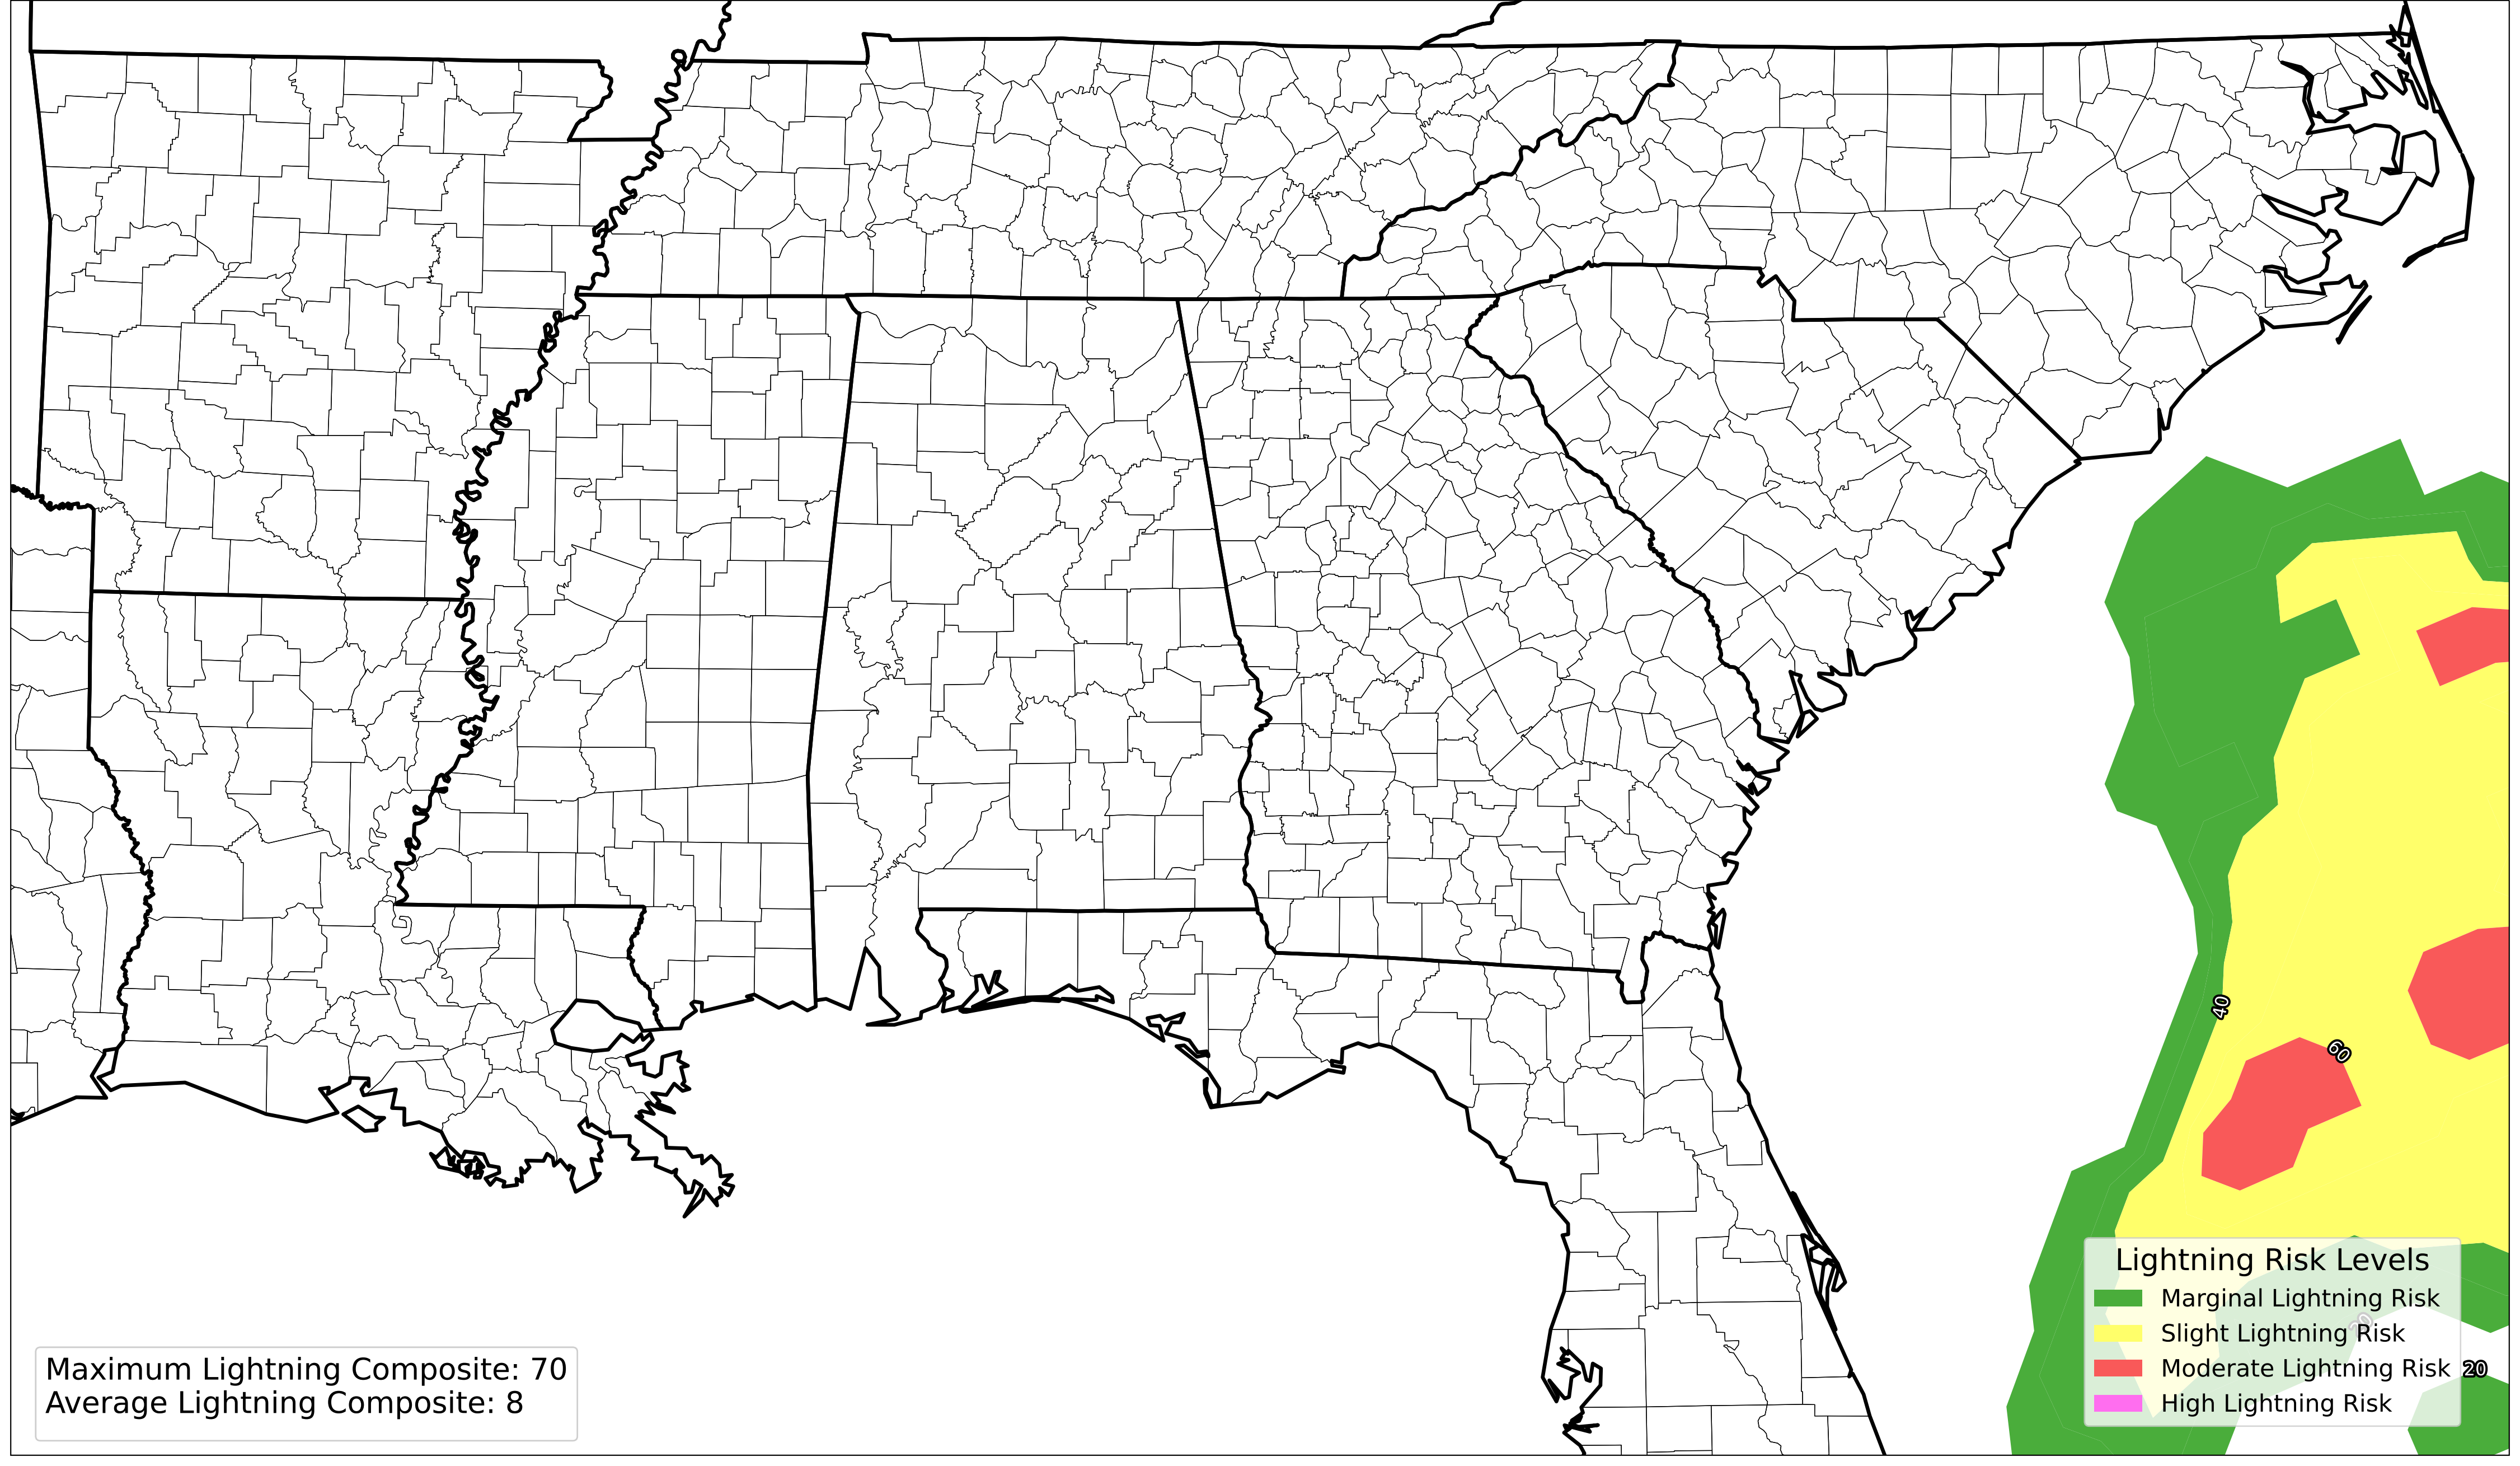 40
60
Lightning Risk Levels
Marginal Lightning Risk
Slight Lightning Risk
20
Moderate Lightning Risk
20
High Lightning Risk
Maximum Lightning Composite: 70
Average Lightning Composite: 8